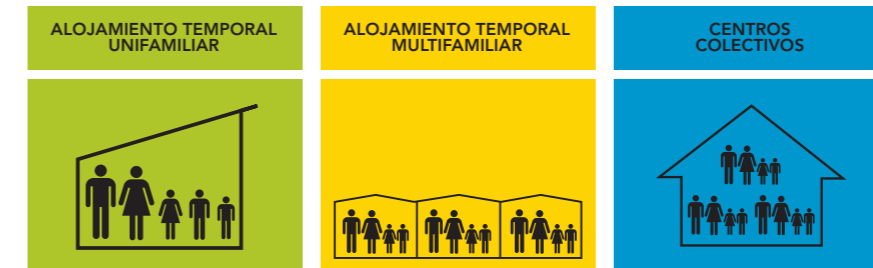 ALOJAMIENTO TEMPORAL
UNIFAMILIAR
ALOJAMIENTO TEMPORAL
MULTIFAMILIAR
CENTROS
COLECTIVOS